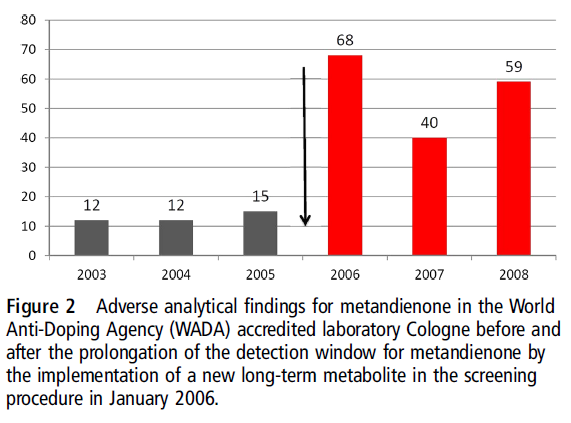 80
70
60
50
40
30
20
10
0
12
12
15
68
40
59
2003 2004 2005 2006 2007 2008
Figure 2 Adverse analytical findings for metandienone in the World
Anti-Doping Agency (WADA) accredited laboratory Cologne before and
after the prolongation of the detection window for metandienone by
the implementation of a new long-term metabolite in the screening
procedure in January 2006.